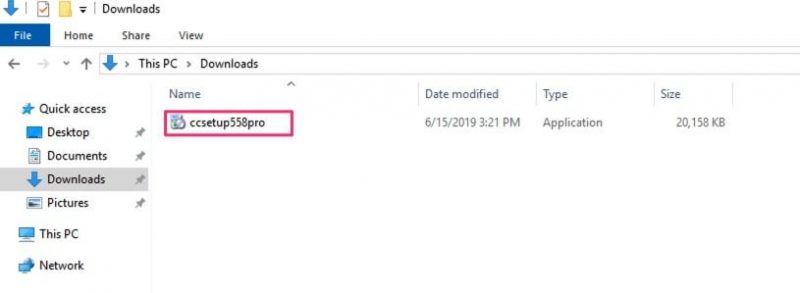 Downloads
File Home Share View
This PC Downloads
Name Date modified Type Size
Quick access
Desktop
Documents
Downloads
Pictures
This PC
Network
ccsetup558pro 6/15/2019 3:21 PM Application 20,158 KB